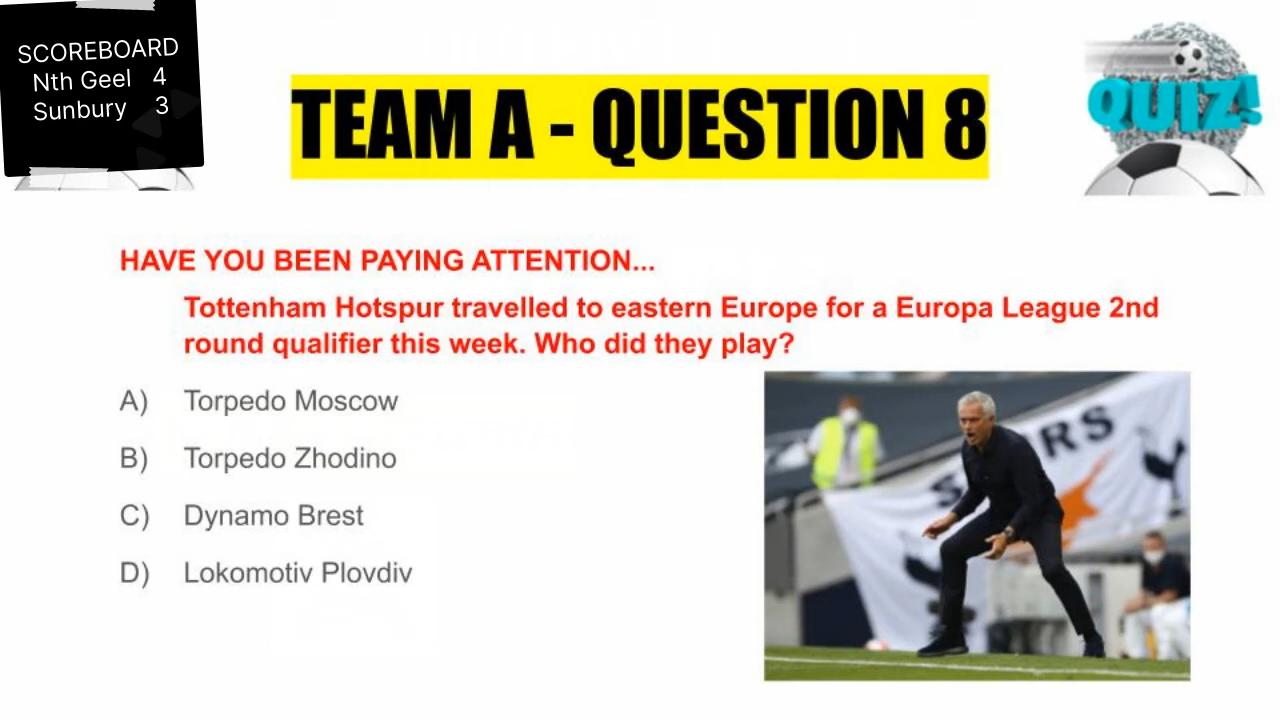 SCOREBOARD
Nth Geel 4
Sunbury 3
TEAM A - QUESTION 8
QUIZ!
HAVE YOU BEEN PAYING ATTENTION...
Tottenham Hotspur travelled to eastern Europe for a Europa League 2nd
round qualifier this week. Who did they play?
A) Torpedo Moscow
B) Torpedo Zhodino
C) Dynamo Brest
D) Lokomotiv Plovdiv